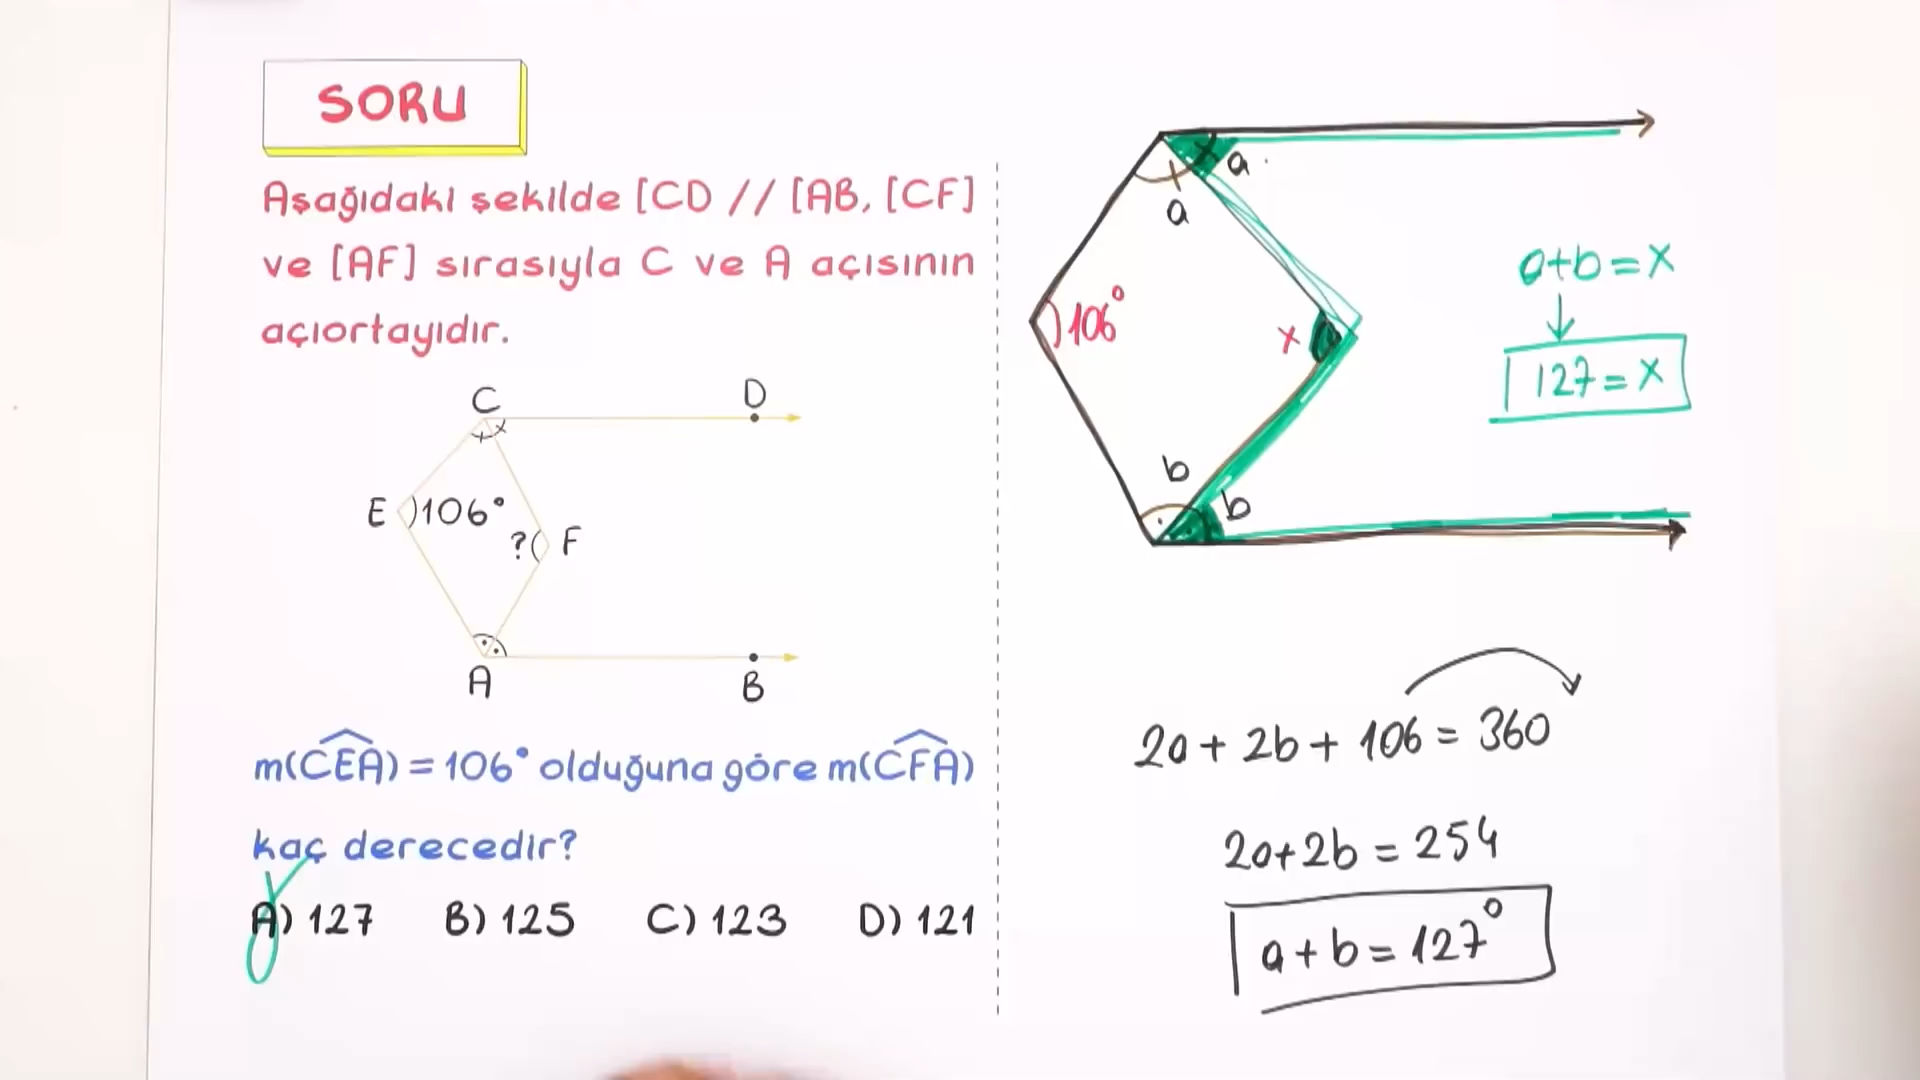 SORU
Aşağıdaki şekilde [CD // [AB, [CF]
ve [AF] sırasıyla C ve A açısının
açıortayıdır.
C
D
E
106°
?
F
A
B
m(CEA) = 106° olduğuna göre m(CFA)
kaç derecedir?
A) 127 B) 125 C) 123 D) 121
a
a
106°
x
b
b
a+b=x
127=x
2a + 2b + 106 = 360
2a+2b = 254
a + b = 127°